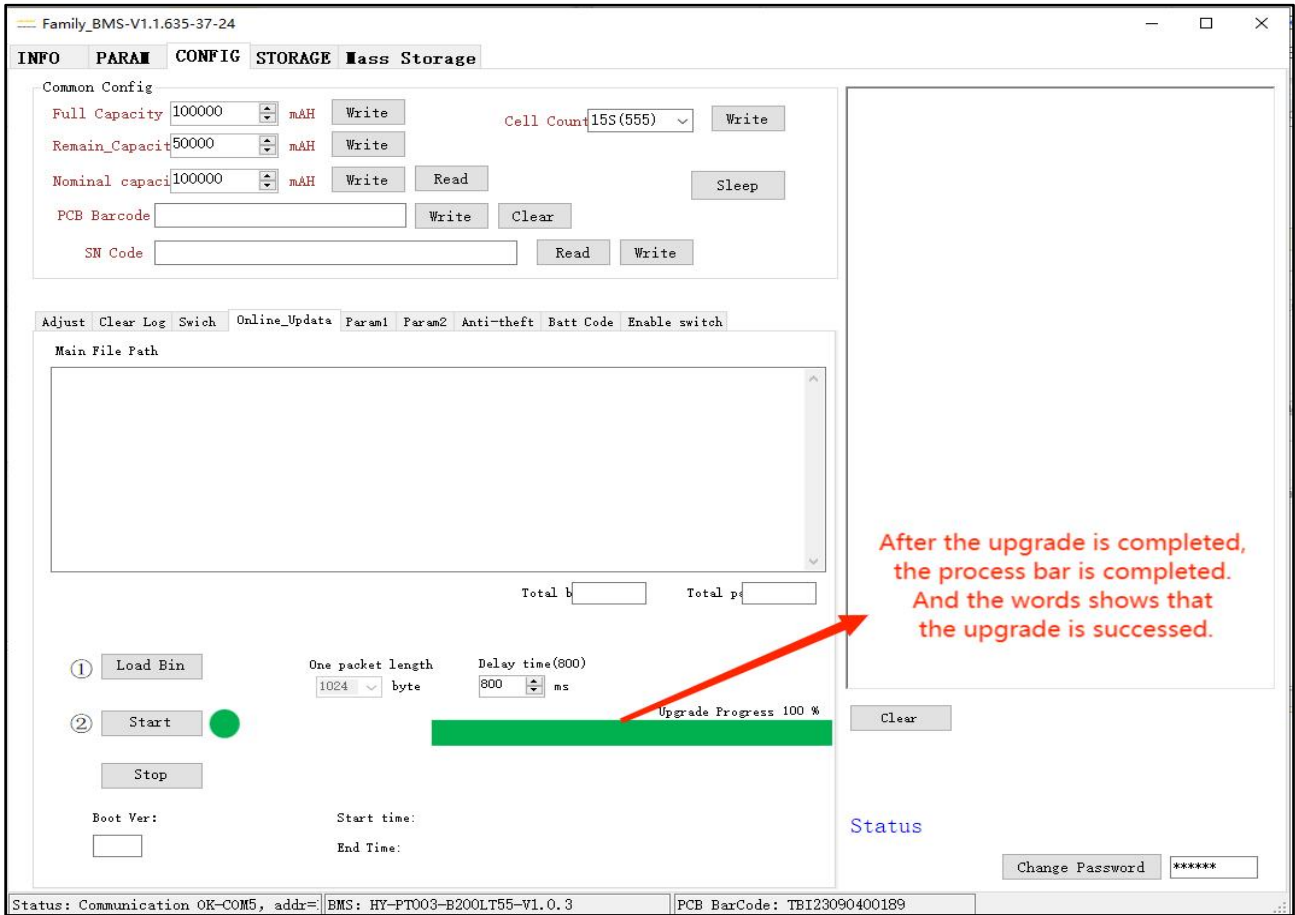 Family_BMS-V1.1.635-37-24
INFO PARAM CONFIG STORAGE Mass Storage
Common Config
Full Capacity 100000 mAH Write Cell Count 15S(555) Write
Remain_Capacit 50000 mAH Write
Nominal capaci 100000 mAH Write Read Sleep
PCB Barcode Write Clear
SN Code Read Write
Adjust Clear Log Swich Online_Updata Param1 Param2 Anti-theft Batt Code Enable switch
Main File Path
Total b Total pa
After the upgrade is completed,
the process bar is completed.
And the words shows that
the upgrade is successed.
① Load Bin One packet length Delay time(800)
1024 byte 800 ms
② Start Upgrade Progress 100 % Clear
Stop
Boot Ver: Start time:
End Time:
Status
Change Password ******
Status: Communication OK-COM5, addr= BMS: HY-PT003-B200LT55-V1.0.3 PCB BarCode: TBI23090400189